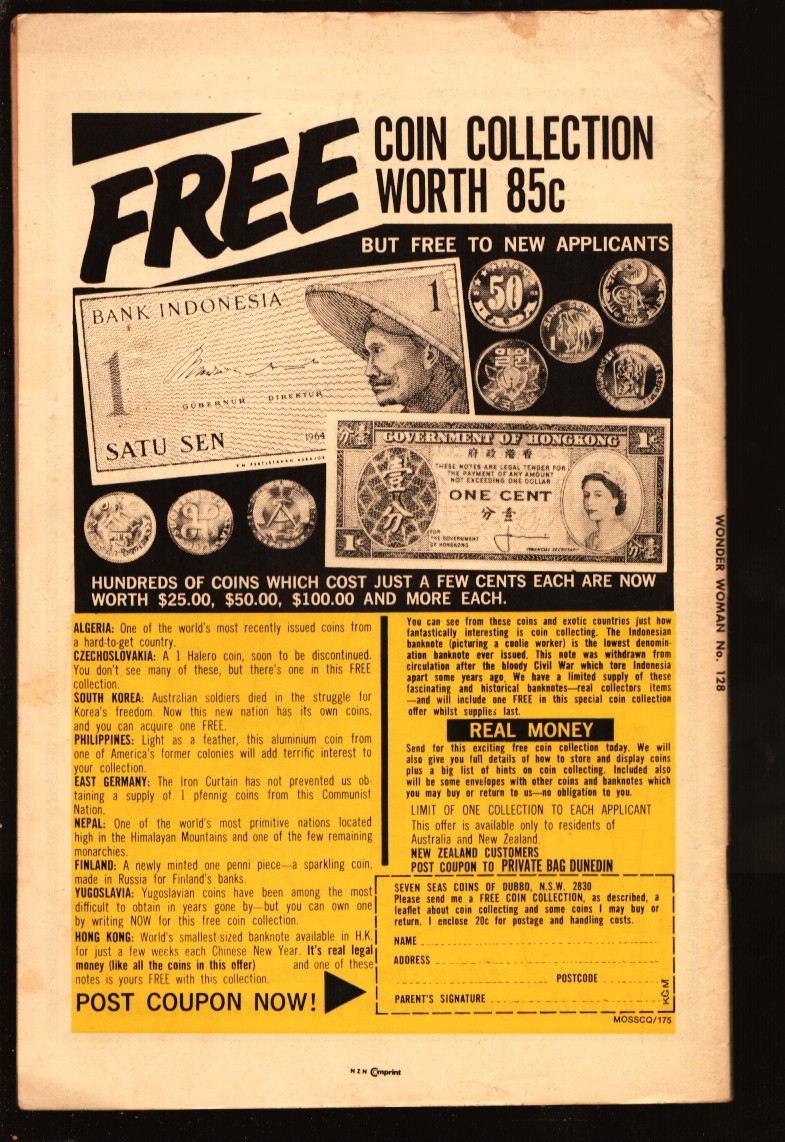 FREE
COIN COLLECTION
WORTH 85c
BUT FREE TO NEW APPLICANTS
BANK INDONESIA
1
1
GUBERNUR DIREKTUR
SATU SEN
1964
50
일원
1
GOVERNMENT OF HONGKONG
1
府政港香
THESE NOTES ARE LEGAL TENDER FOR
THE PAYMENT OF ANY AMOUNT
NOT EXCEEDING ONE DOLLAR
ONE CENT
分壹
壹分
FOR
THE GOVERNMENT
OF HONGKONG
FINANCIAL SECRETARY
1
HUNDREDS OF COINS WHICH COST JUST A FEW CENTS EACH ARE NOW
WORTH $25.00, $50.00, $100.00 AND MORE EACH.
ALGERIA: One of the world's most recently issued coins from
a hard-to-get country.
CZECHOSLOVAKIA: A 1 Halero coin, soon to be discontinued.
You don't see many of these, but there's one in this FREE
collection.
SOUTH KOREA: Australian soldiers died in the struggle for
Korea's freedom. Now this new nation has its own coins,
and you can acquire one FREE.
PHILIPPINES: Light as a feather, this aluminium coin from
one of America's former colonies will add terrific interest to
your collection.
EAST GERMANY: The Iron Curtain has not prevented us ob-
taining a supply of 1 pfennig coins from this Communist
Nation.
NEPAL: One of the world's most primitive nations located
high in the Himalayan Mountains and one of the few remaining
monarchies.
FINLAND: A newly minted one penni piece—a sparkling coin,
made in Russia for Finland's banks.
YUGOSLAVIA: Yugoslavian coins have been among the most
difficult to obtain in years gone by—but you can own one
by writing NOW for this free coin collection.
HONG KONG: World's smallest-sized banknote available in H.K.
for just a few weeks each Chinese New Year. It's real legal
money (like all the coins in this offer) and one of these
notes is yours FREE with this collection.
POST COUPON NOW!
You can see from these coins and exotic countries just how
fantastically interesting is coin collecting. The Indonesian
banknote (picturing a coolie worker) is the lowest denomin-
ation banknote ever issued. This note was withdrawn from
circulation after the bloody Civil War which tore Indonesia
apart some years ago. We have a limited supply of these
fascinating and historical banknotes—real collectors items
—and will include one FREE in this special coin collection
offer whilst supplies last.
REAL MONEY
Send for this exciting free coin collection today. We will
also give you full details of how to store and display coins
plus a big list of hints on coin collecting. Included also
will be some envelopes with other coins and banknotes which
you may buy or return to us—no obligation to you.
LIMIT OF ONE COLLECTION TO EACH APPLICANT
This offer is available only to residents of
Australia and New Zealand.
NEW ZEALAND CUSTOMERS
POST COUPON TO PRIVATE BAG DUNEDIN
SEVEN SEAS COINS OF DUBBO, N.S.W. 2830
Please send me a FREE COIN COLLECTION, as described, a
leaflet about coin collecting and some coins I may buy or
return. I enclose 20c for postage and handling costs.
NAME
ADDRESS
POSTCODE
PARENT'S SIGNATURE
KGM
MOSSCQ/175
WONDER WOMAN No. 128
NZN Comprint